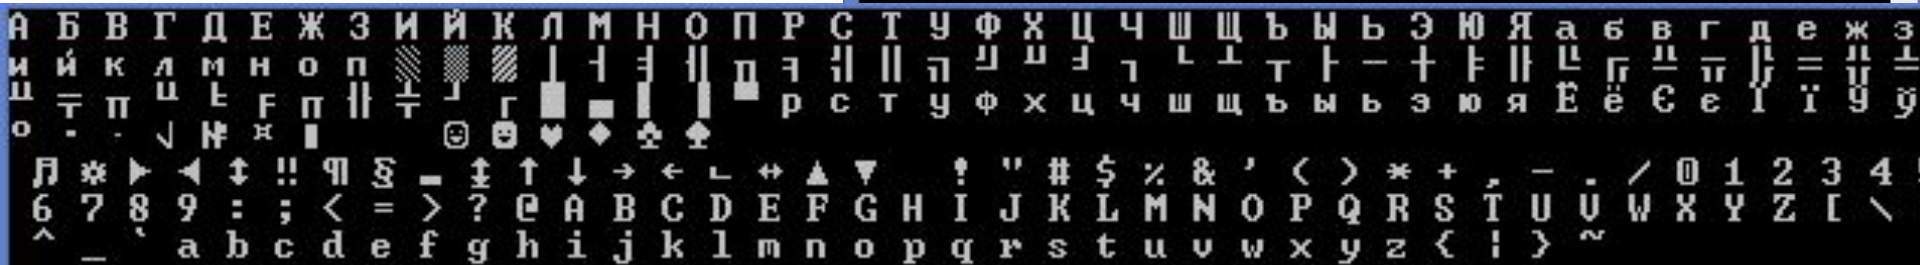 А Б В Г Д Е Ж З И Й К Л М Н О П Р С Т У Ф Х Ц Ч Ш Щ Ъ Ы Ь Э Ю Я а б в г д е ж з
и й к л м н о п ░ ▒ ▓ │ ┤ ╡ ╢ ╖ ╕ ╣ ║ ╗ ╝ ╜ ╛ ┐ └ ┴ ┬ ├ ─ ┼ ╞ ╟ ╚ ╔ ╩ ╦ ╠ ═ ╬ ╧
╨ ╤ ╥ ╙ ╘ ╒ ╓ ╫ ╪ ┘ ┌ █ ▄ ▌ ▐ ▀ р с т у ф х ц ч ш щ ъ ы ь э ю я Ё ё Є є Ї ї Ў ў
° ∙ · √ № ¤ ■ ☺ ☻ ♥ ♦ ♣ ♠
♫ ☼ ► ◄ ↕ ‼ ¶ § ▬ ↨ ↑ ↓ → ← ∟ ↔ ▲ ▼ ! " # $ % & ' ( ) * + , - . / 0 1 2 3 4
6 7 8 9 : ; < = > ? @ A B C D E F G H I J K L M N O P Q R S T U V W X Y Z [ \
^ _ ` a b c d e f g h i j k l m n o p q r s t u v w x y z { | } ~